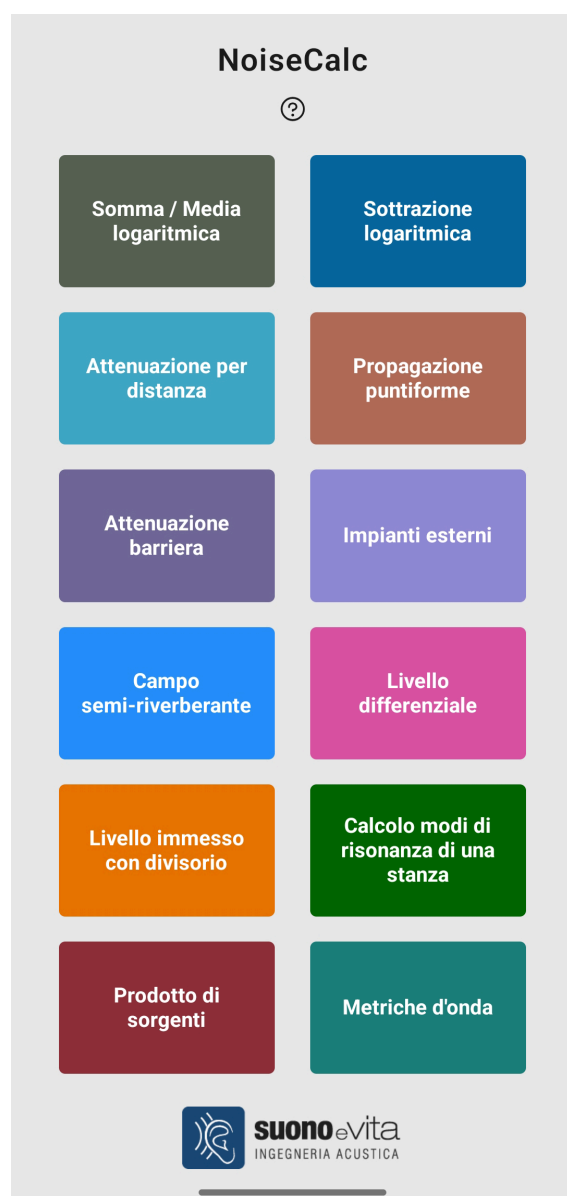 NoiseCalc
?
Somma / Media
logaritmica
Sottrazione
logaritmica
Attenuazione per
distanza
Propagazione
puntiforme
Attenuazione
barriera
Impianti esterni
Campo
semi-riverberante
Livello
differenziale
Livello immesso
con divisorio
Calcolo modi di
risonanza di una
stanza
Prodotto di
sorgenti
Metriche d'onda
suonoevita
INGEGNERIA ACUSTICA